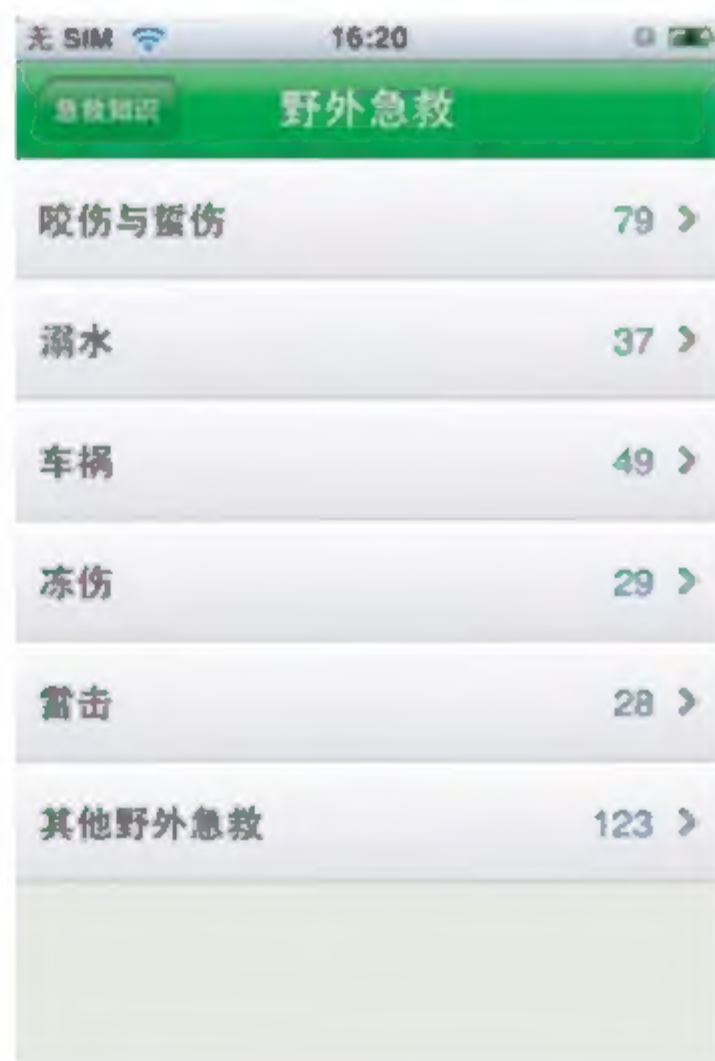 无 SIM 16:20
急救知识 野外急救
咬伤与蜇伤 79
溺水 37
车祸 49
冻伤 29
雷击 28
其他野外急救 123